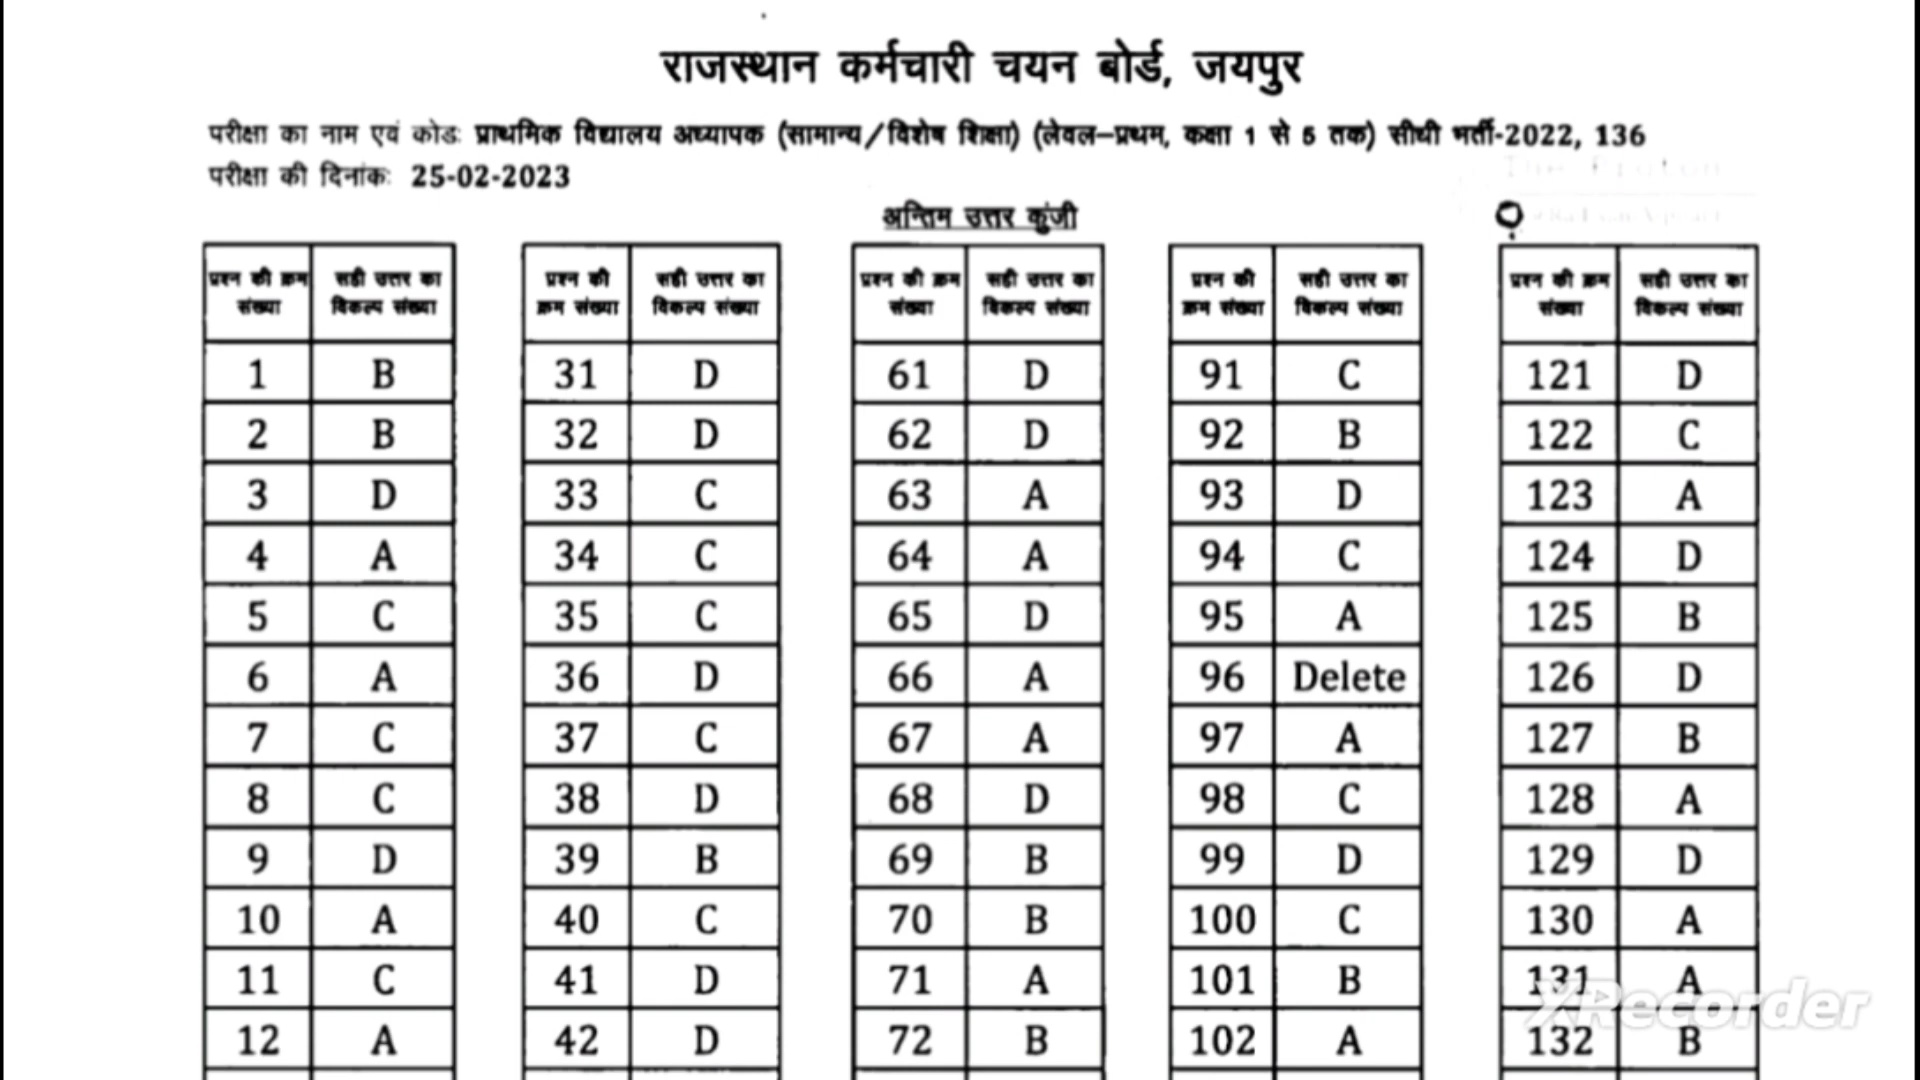 राजस्थान कर्मचारी चयन बोर्ड, जयपुर
परीक्षा का नाम एवं कोडः प्राथमिक विद्यालय अध्यापक (सामान्य/विशेष शिक्षा) (लेवल–प्रथम, कक्षा 1 से 5 तक) सीधी भर्ती-2022, 136
परीक्षा की दिनांकः 25-02-2023
अन्तिम उत्तर कुंजी
प्रश्न की क्रम संख्या सही उत्तर का विकल्प संख्या प्रश्न की क्रम संख्या सही उत्तर का विकल्प संख्या प्रश्न की क्रम संख्या सही उत्तर का विकल्प संख्या प्रश्न की क्रम संख्या सही उत्तर का विकल्प संख्या प्रश्न की क्रम संख्या सही उत्तर का विकल्प संख्या
1 B 31 D 61 D 91 C 121 D
2 B 32 D 62 D 92 B 122 C
3 D 33 C 63 A 93 D 123 A
4 A 34 C 64 A 94 C 124 D
5 C 35 C 65 D 95 A 125 B
6 A 36 D 66 A 96 Delete 126 D
7 C 37 C 67 A 97 A 127 B
8 C 38 D 68 D 98 C 128 A
9 D 39 B 69 B 99 D 129 D
10 A 40 C 70 B 100 C 130 A
11 C 41 D 71 A 101 B 131 A
12 A 42 D 72 B 102 A 132 B
XRecorder